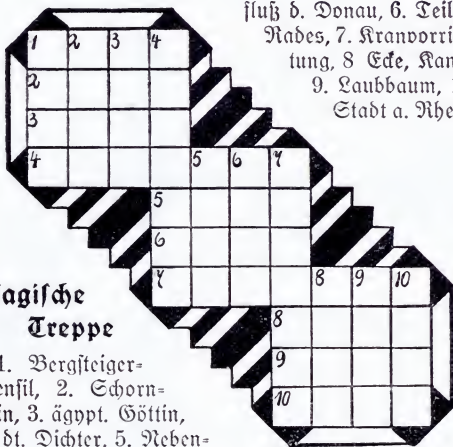 fluß d. Donau, 6. Teil
Rades, 7. Kranvorri
tung, 8 Ecke, Kan
9. Laubbaum, 1
Stadt a. Rhe
1 2 3 4
2
3
4 5 6 7
5
6
7 8 9 10
8
9
10
agische
Treppe
1. Bergsteiger=
ensil, 2. Schorn=
in, 3. ägypt. Göttin,
dt. Dichter, 5. Neben=